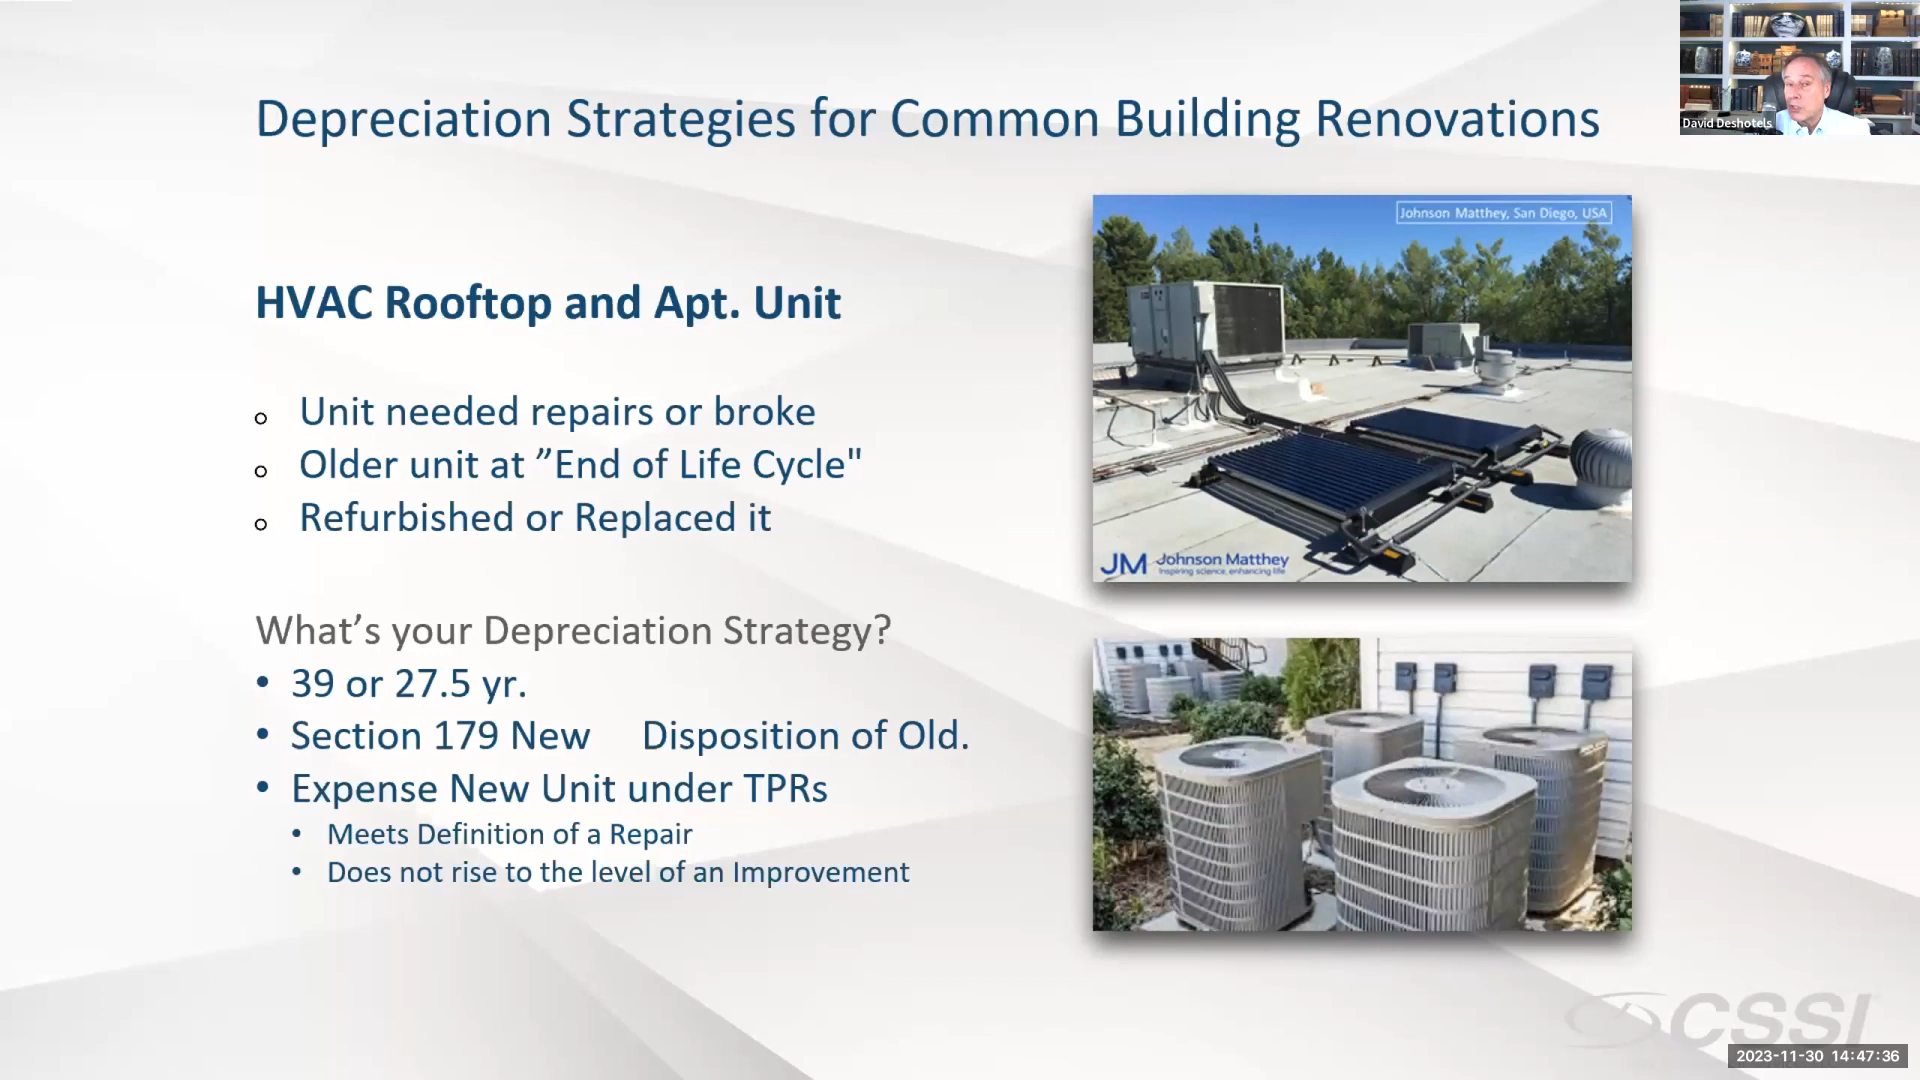 Depreciation Strategies for Common Building Renovations
David Deshotels
HVAC Rooftop and Apt. Unit
Unit needed repairs or broke
Older unit at ”End of Life Cycle"
Refurbished or Replaced it
What’s your Depreciation Strategy?
39 or 27.5 yr.
Section 179 New Disposition of Old.
Expense New Unit under TPRs
Meets Definition of a Repair
Does not rise to the level of an Improvement
Johnson Matthey, San Diego, USA
JM Johnson Matthey
Inspiring science, enhancing life
CSSI
2023-11-30 14:47:36